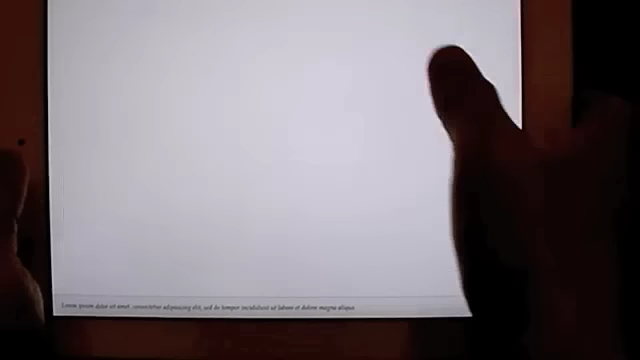 Lorem ipsum dolor sit amet, consectetur adipisicing elit, sed do tempor incididunt ut labore et dolore magna aliqua